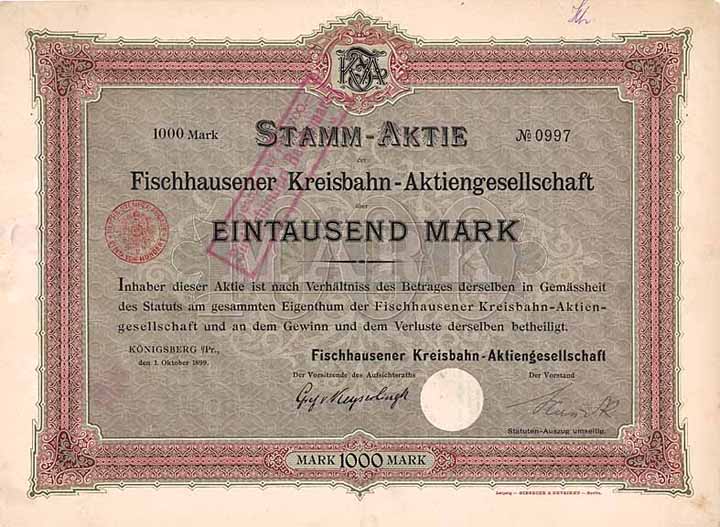 1000 Mark
STAMM-AKTIE
№ 0997
der
Fischhausener Kreisbahn-Aktiengesellschaft
über
EINTAUSEND MARK
Inhaber dieser Aktie ist nach Verhältniss des Betrages derselben in Gemässheit
des Statuts am gesammten Eigenthum der Fischhausener Kreisbahn-Aktien-
gesellschaft und an dem Gewinn und dem Verluste derselben betheiligt.
KÖNIGSBERG i/Pr.,
den 1. Oktober 1899.
Fischhausener Kreisbahn-Aktiengesellschaft
Der Vorsitzende des Aufsichtsraths
Der Vorstand
Statuten-Auszug umseitig.
MARK 1000 MARK